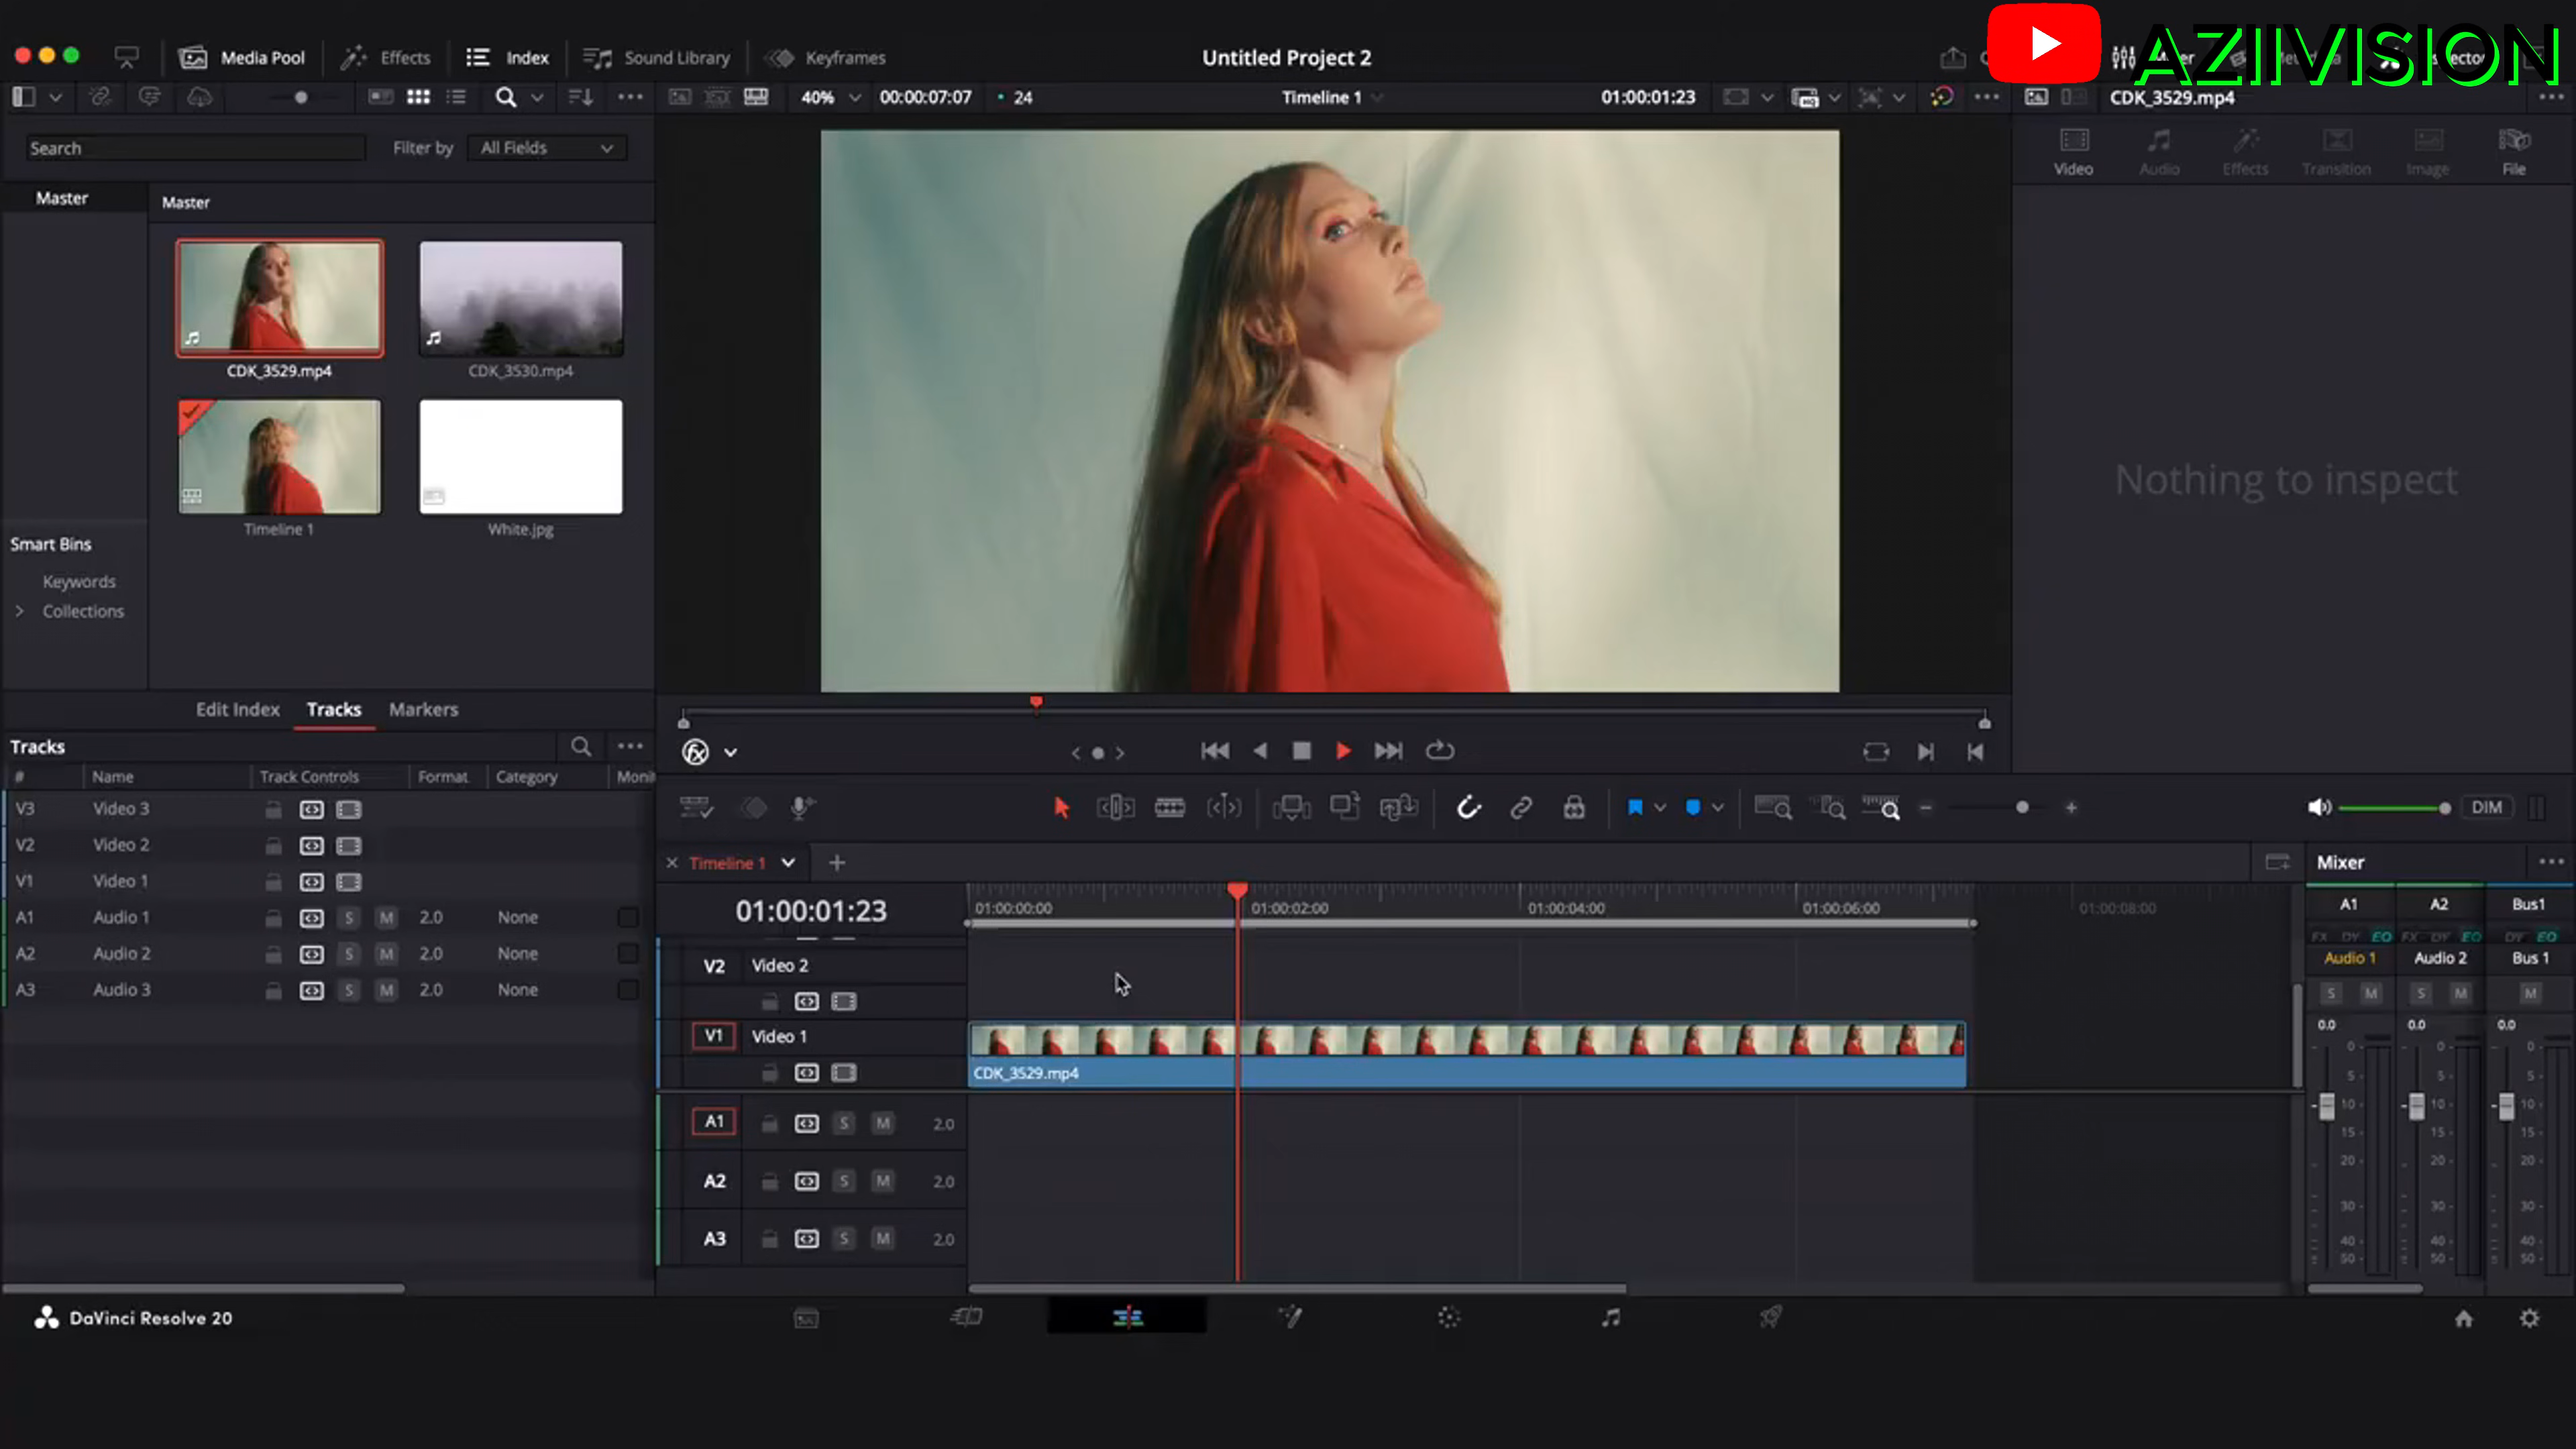 Media Pool
Effects
Index
Sound Library
Keyframes
Untitled Project 2
AZIIVISION
40%
00:00:07:07
24
Timeline 1
01:00:01:23
CDK_3529.mp4
Search
Filter by
All Fields
Video
Audio
Effects
Transition
Image
File
Master
Master
CDK_3529.mp4
CDK_3530.mp4
Timeline 1
White.jpg
Nothing to inspect
Smart Bins
Keywords
Collections
Edit Index
Tracks
Markers
Tracks
# Name Track Controls Format Category
V3 Video 3
V2 Video 2
V1 Video 1
A1 Audio 1 S M 2.0 None
A2 Audio 2 S M 2.0 None
A3 Audio 3 S M 2.0 None
fx
DIM
Timeline 1
01:00:01:23
01:00:00:00
01:00:02:00
01:00:04:00
01:00:06:00
01:00:08:00
V2 Video 2
V1 Video 1
CDK_3529.mp4
A1 S M 2.0
A2 S M 2.0
A3 S M 2.0
Mixer
A1 A2 Bus1
FX DY EQ FX DY EQ DY EQ
Audio 1 Audio 2 Bus 1
S M S M M
0.0 0.0 0.0
0 0 0
5 5 5
10 10 10
15 15 15
20 20 20
30 30 30
40 40 40
50 50 50
DaVinci Resolve 20